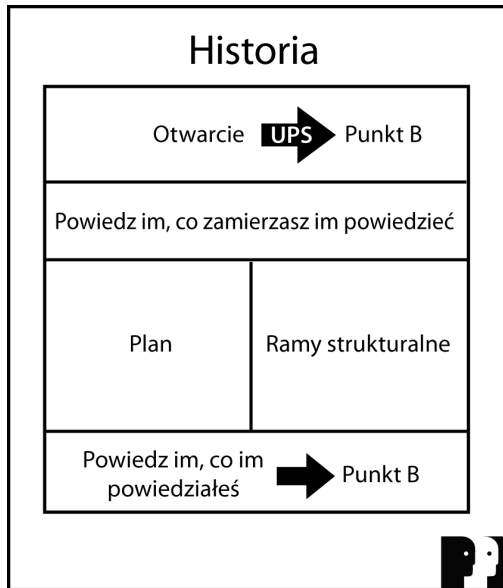 Historia
Otwarcie UPS Punkt B
Powiedz im, co zamierzasz im powiedzieć
Plan
Ramy strukturalne
Powiedz im, co im
powiedziałeś
Punkt B